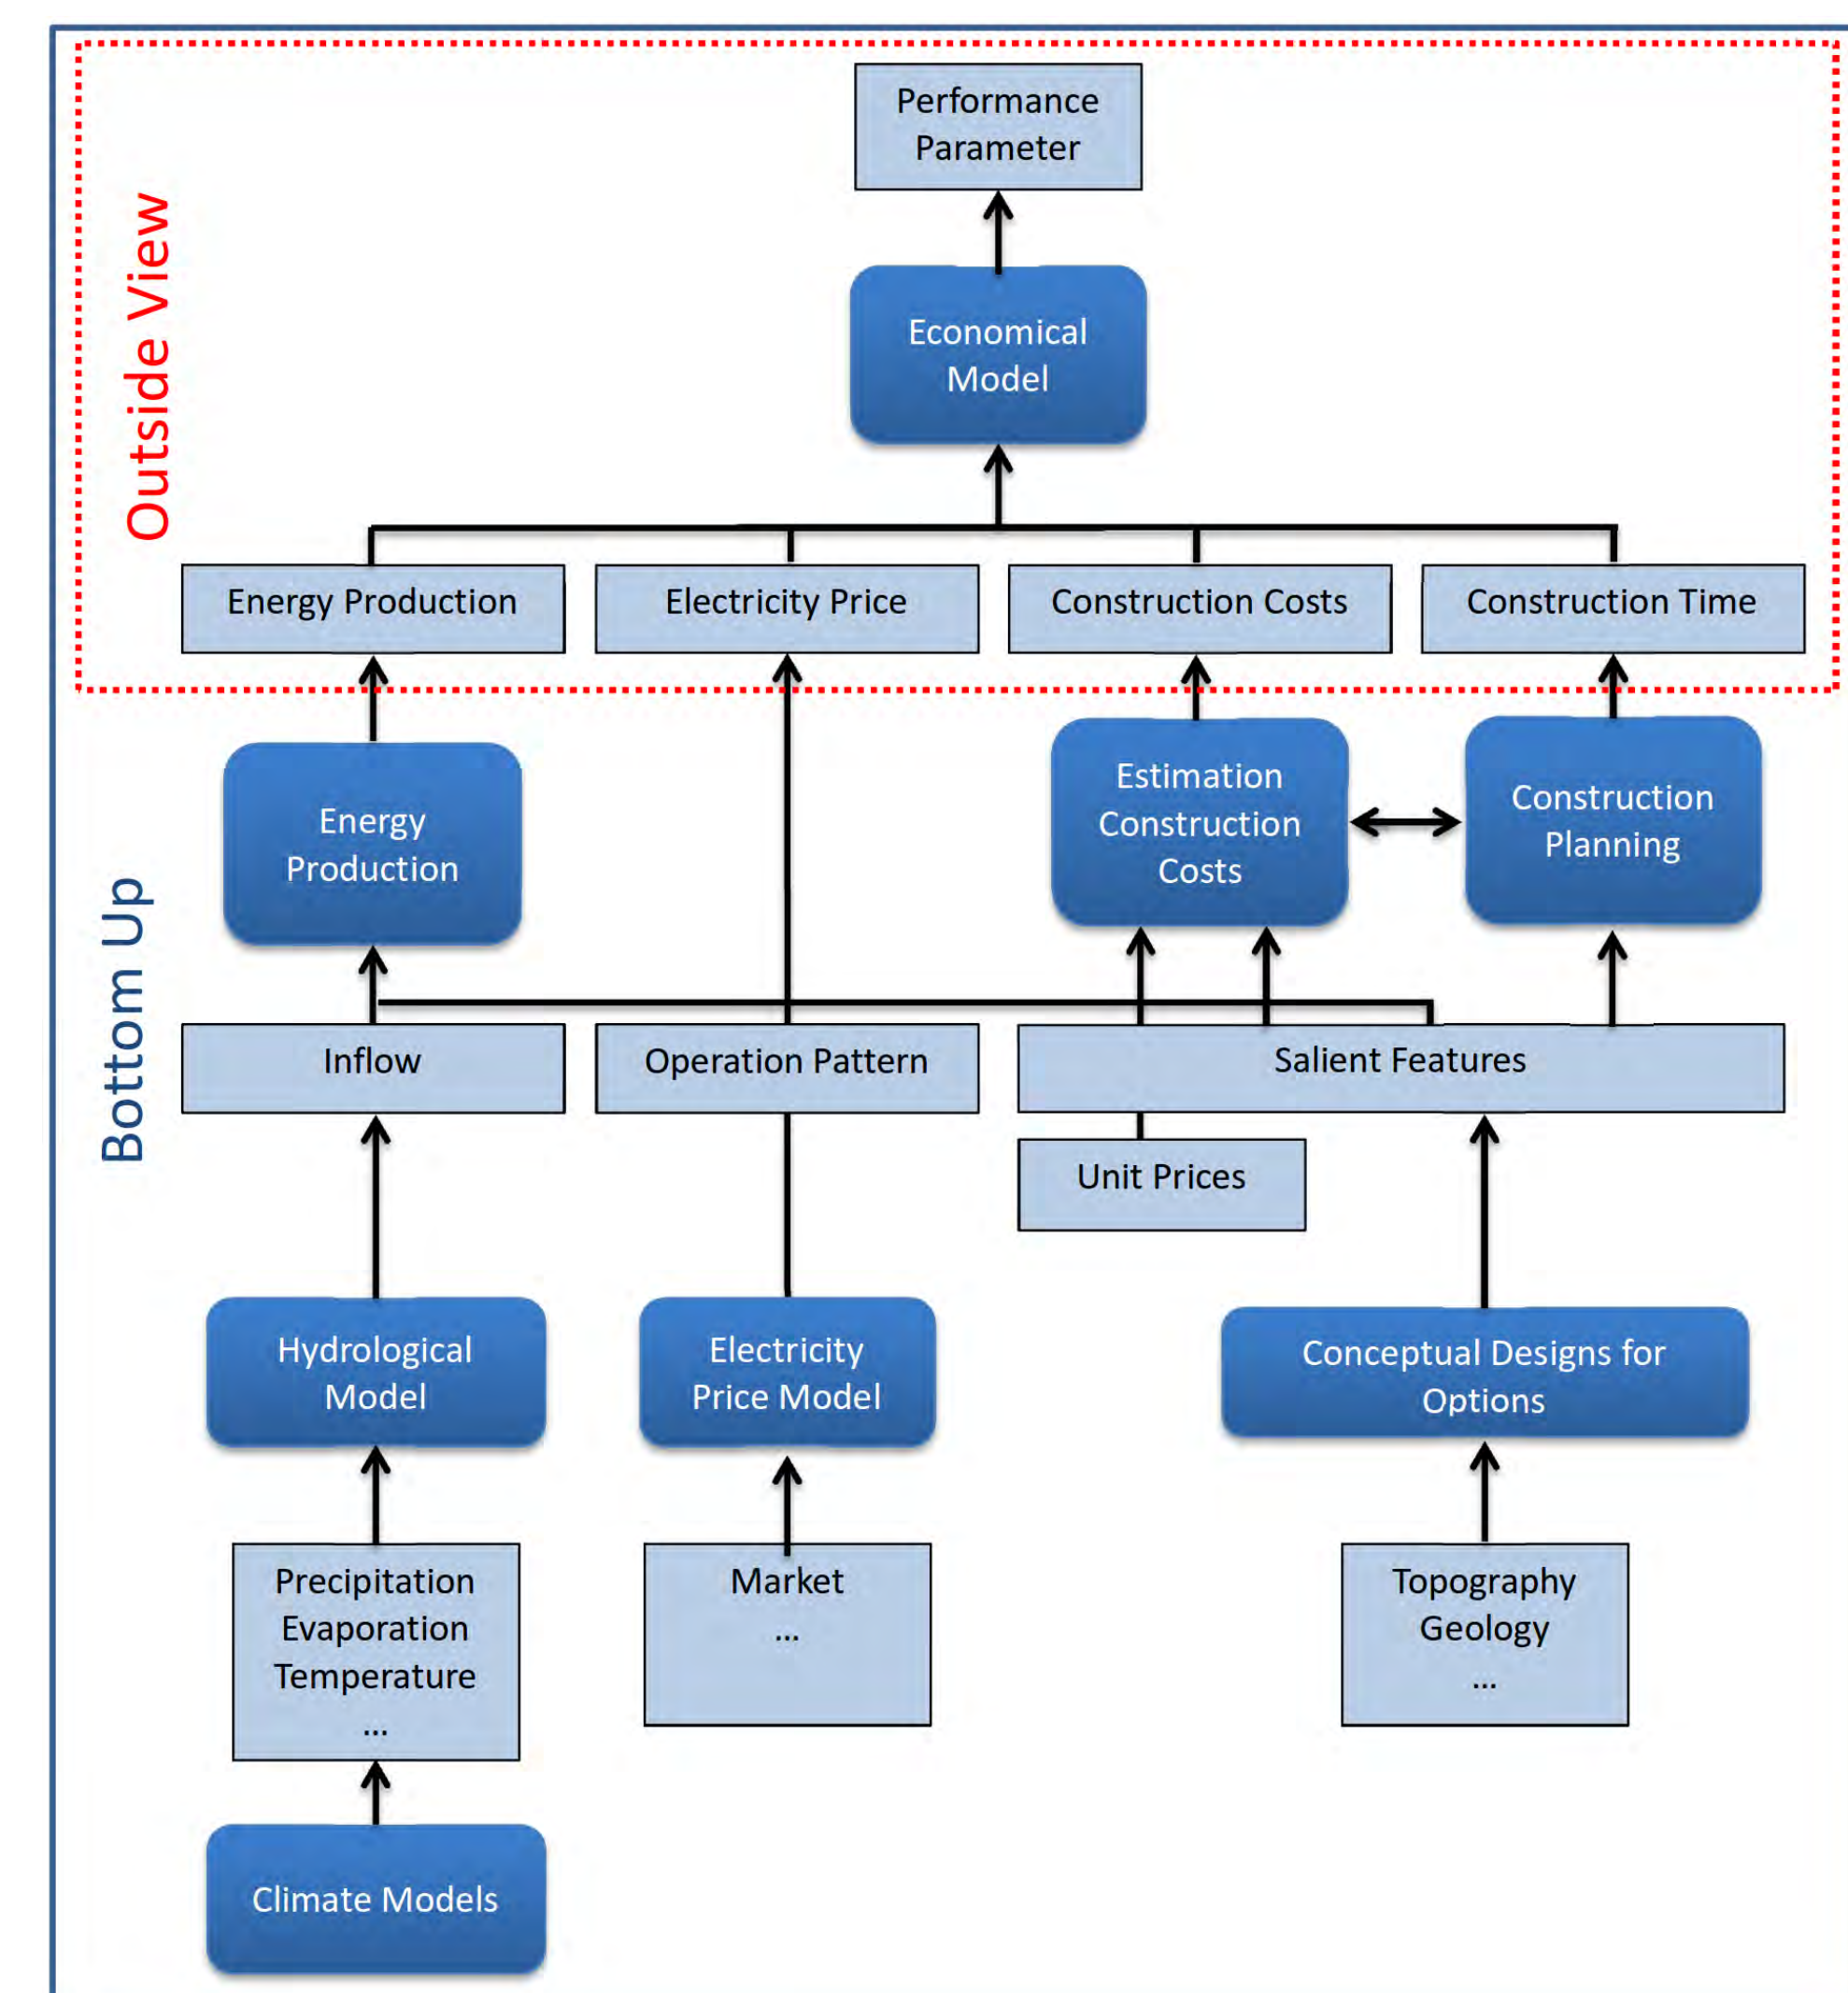 Outside View
Performance
Parameter
Economical
Model
Energy Production
Electricity Price
Construction Costs
Construction Time
Bottom Up
Energy
Production
Estimation
Construction
Costs
Construction
Planning
Inflow
Operation Pattern
Salient Features
Unit Prices
Hydrological
Model
Electricity
Price Model
Conceptual Designs for
Options
Precipitation
Evaporation
Temperature
...
Market
...
Topography
Geology
...
Climate Models